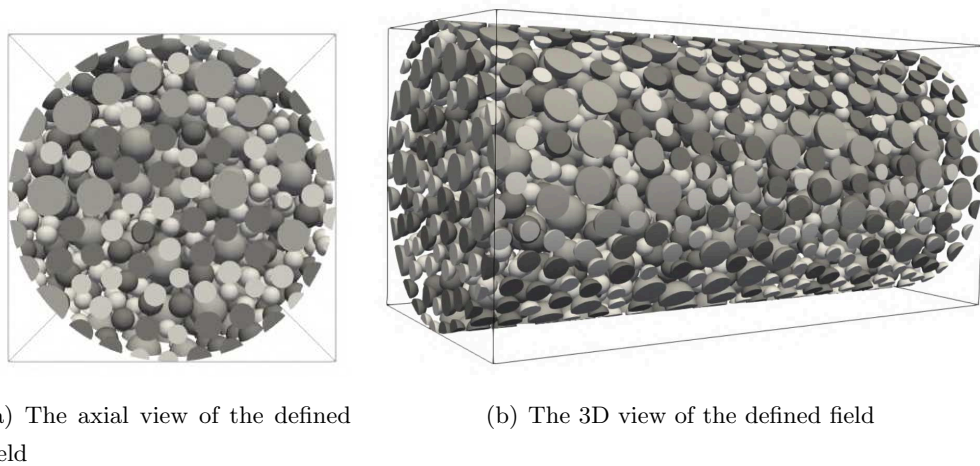 ) The axial view of the defined
eld
(b) The 3D view of the defined field